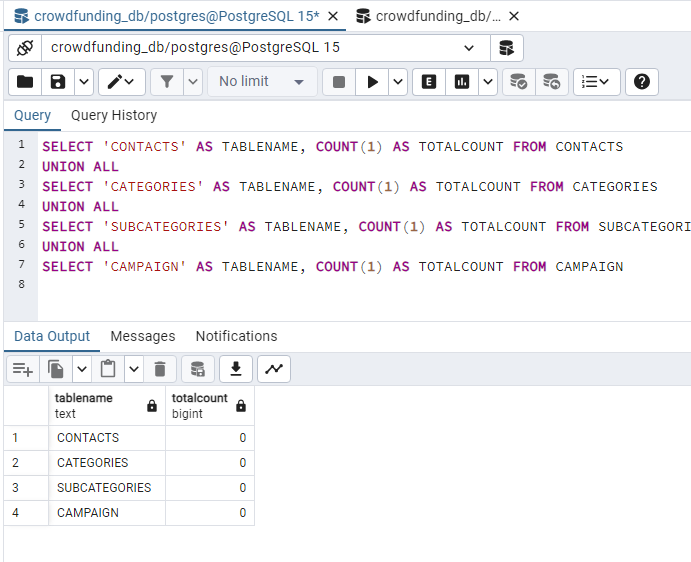 crowdfunding_db/postgres@PostgreSQL 15*
crowdfunding_db/...
crowdfunding_db/postgres@PostgreSQL 15
No limit
E
Query Query History
1 SELECT 'CONTACTS' AS TABLENAME, COUNT(1) AS TOTALCOUNT FROM CONTACTS
2 UNION ALL
3 SELECT 'CATEGORIES' AS TABLENAME, COUNT(1) AS TOTALCOUNT FROM CATEGORIES
4 UNION ALL
5 SELECT 'SUBCATEGORIES' AS TABLENAME, COUNT(1) AS TOTALCOUNT FROM SUBCATEGORI
6 UNION ALL
7 SELECT 'CAMPAIGN' AS TABLENAME, COUNT(1) AS TOTALCOUNT FROM CAMPAIGN
8
Data Output Messages Notifications
tablename totalcount
text bigint
1 CONTACTS 0
2 CATEGORIES 0
3 SUBCATEGORIES 0
4 CAMPAIGN 0